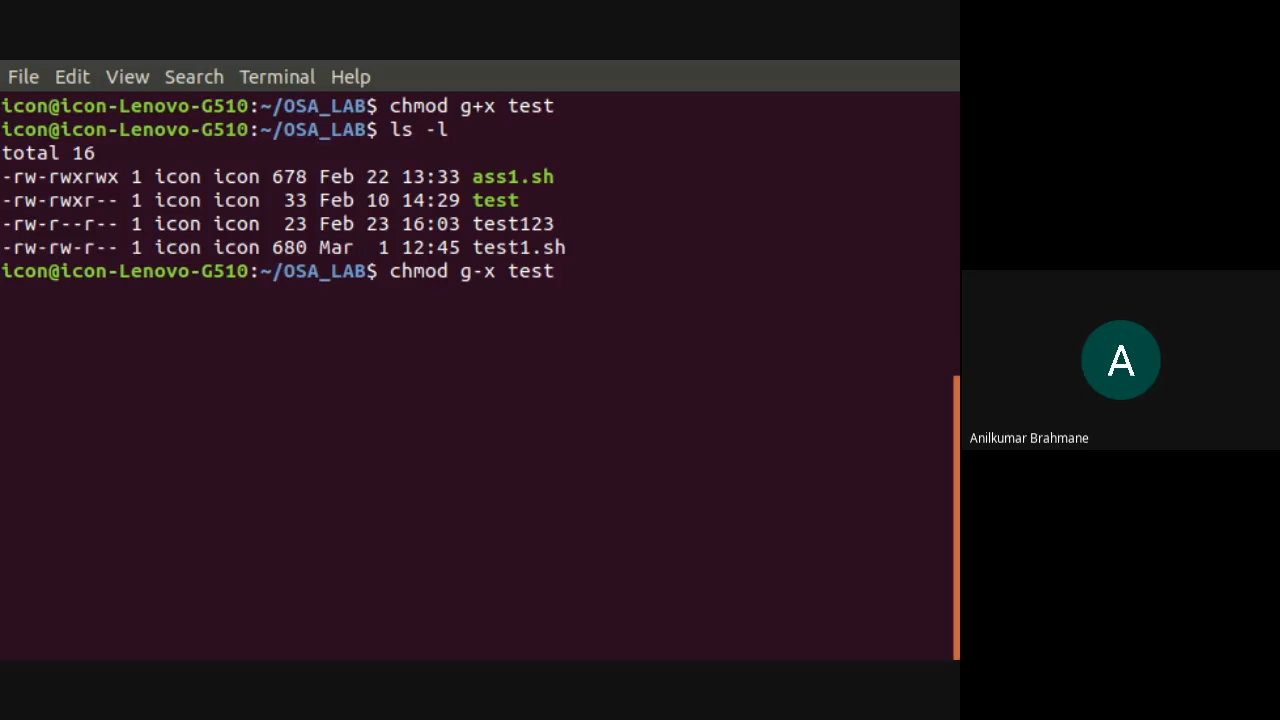 File Edit View Search Terminal Help
icon@icon-Lenovo-G510:~/OSA_LAB$ chmod g+x test
icon@icon-Lenovo-G510:~/OSA_LAB$ ls -l
total 16
-rw-rwxrwx 1 icon icon 678 Feb 22 13:33 ass1.sh
-rw-rwxr-- 1 icon icon  33 Feb 10 14:29 test
-rw-r--r-- 1 icon icon  23 Feb 23 16:03 test123
-rw-rw-r-- 1 icon icon 680 Mar  1 12:45 test1.sh
icon@icon-Lenovo-G510:~/OSA_LAB$ chmod g-x test
A
Anilkumar Brahmane